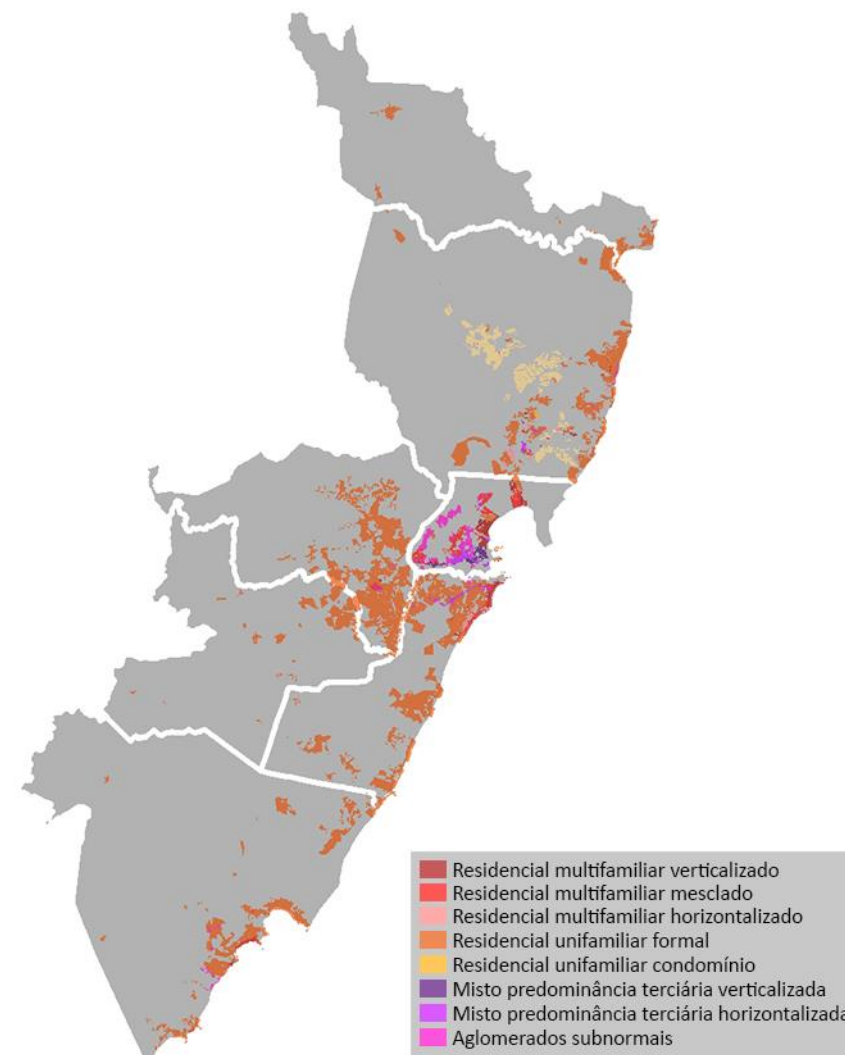 Residencial multifamiliar verticalizado
Residencial multifamiliar mesclado
Residencial multifamiliar horizontalizado
Residencial unifamiliar formal
Residencial unifamiliar condomínio
Misto predominância terciária verticalizada
Misto predominância terciária horizontalizada
Aglomerados subnormais